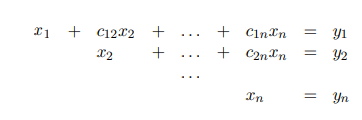 x₁ + c₁₂x₂ + … + c₁ₙxₙ = y₁
x₂ + … + c₂ₙxₙ = y₂
…
xₙ = yₙ